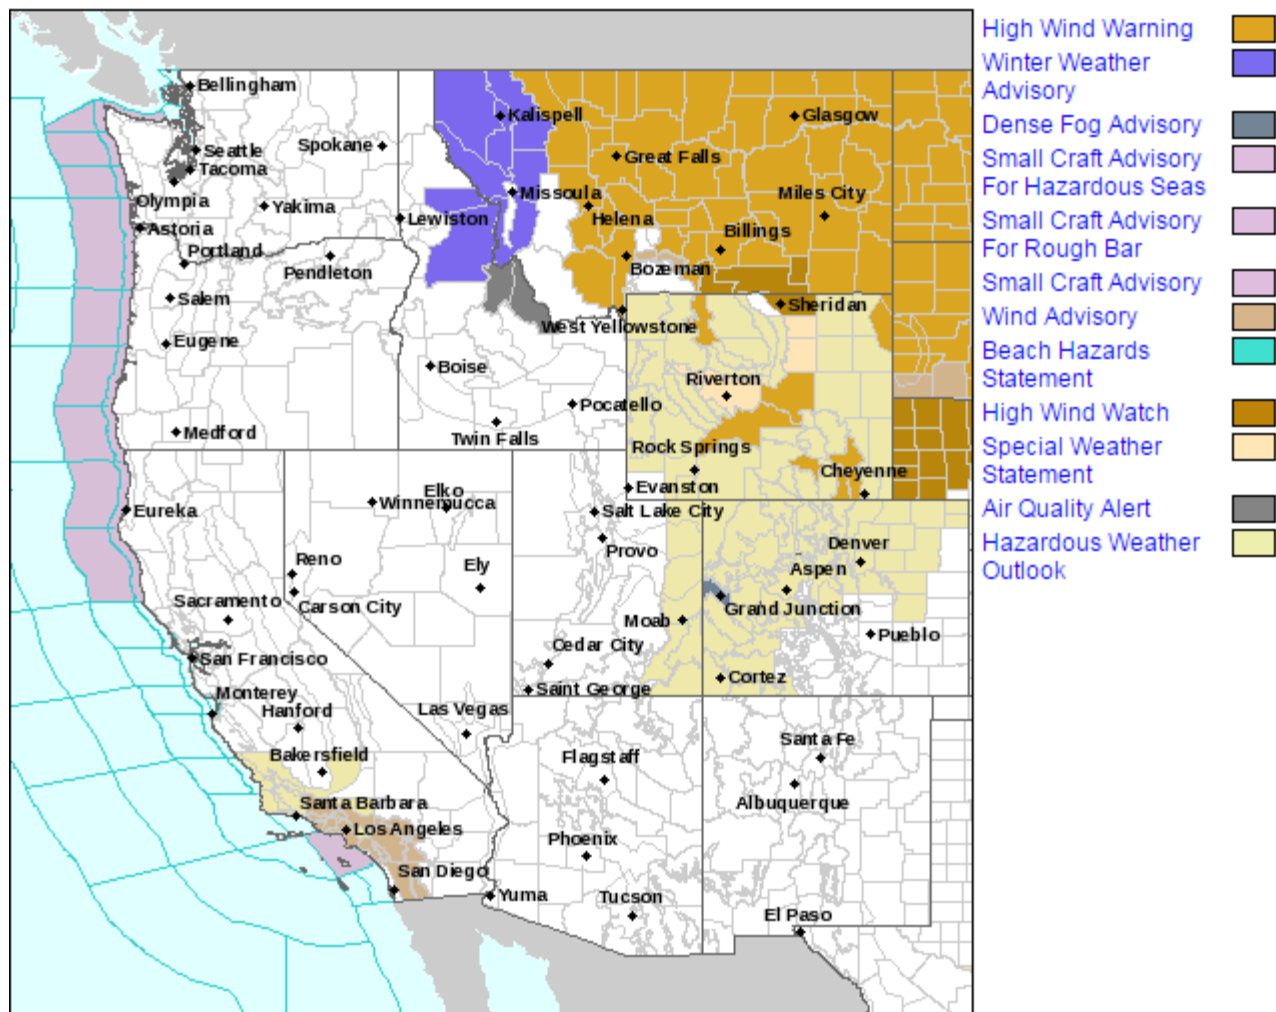 High Wind Warning
Winter Weather
Advisory
Dense Fog Advisory
Small Craft Advisory
For Hazardous Seas
Small Craft Advisory
For Rough Bar
Small Craft Advisory
Wind Advisory
Beach Hazards
Statement
High Wind Watch
Special Weather
Statement
Air Quality Alert
Hazardous Weather
Outlook
Bellingham
Kalispell
Glasgow
Seattle
Spokane
Great Falls
Tacoma
Olympia
Yakima
Lewiston
Missoula
Miles City
Helena
Astoria
Billings
Portland
Pendleton
Bozeman
Salem
Sheridan
West Yellowstone
Eugene
Boise
Riverton
Pocatello
Medford
Twin Falls
Rock Springs
Cheyenne
Evanston
Elko
Winnemucca
Eureka
Salt Lake City
Provo
Denver
Reno
Ely
Aspen
Sacramento
Carson City
Grand Junction
Moab
Pueblo
Cedar City
San Francisco
Cortez
Saint George
Monterey
Hanford
Las Vegas
Santa Fe
Bakersfield
Flagstaff
Albuquerque
Santa Barbara
Los Angeles
Phoenix
San Diego
Yuma
Tucson
El Paso